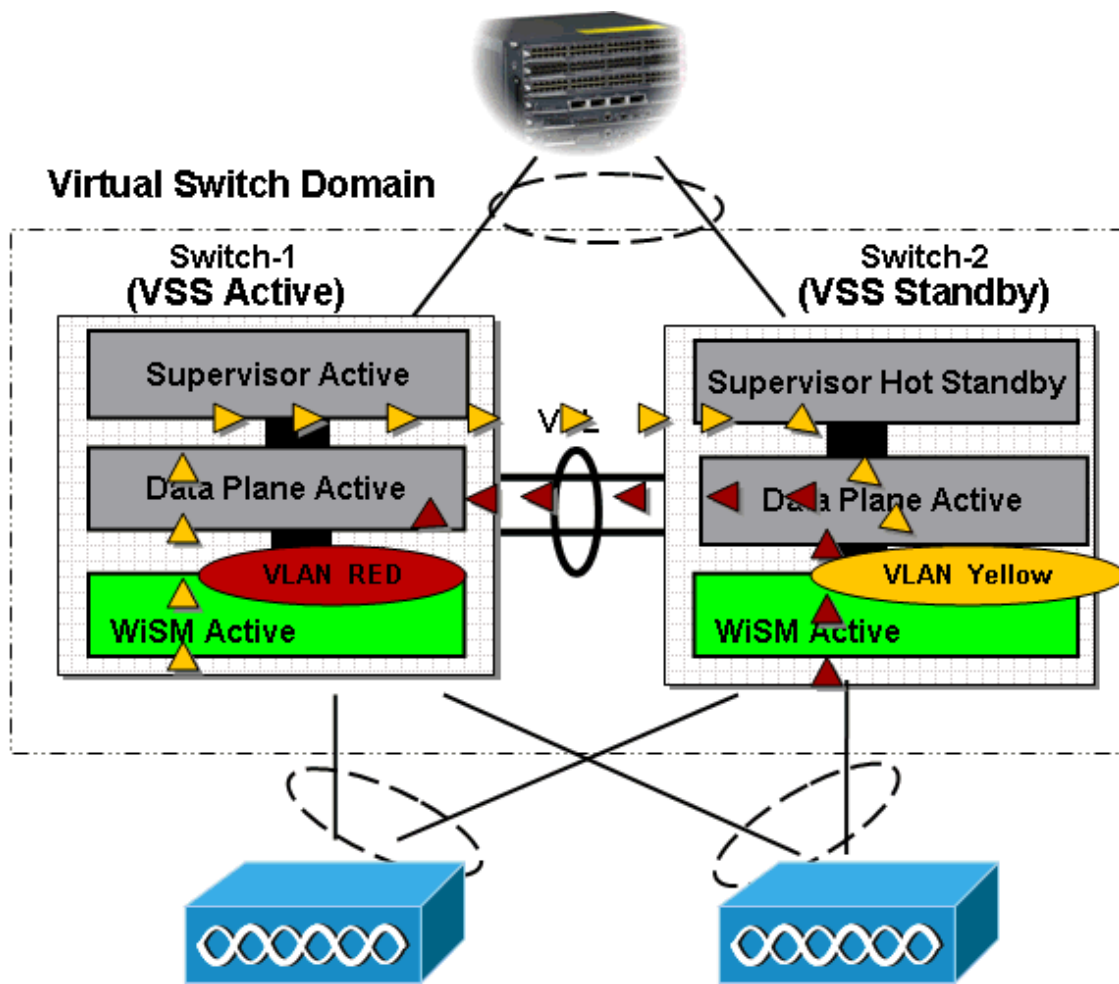 Virtual Switch Domain
Switch-1
(VSS Active)
Switch-2
(VSS Standby)
Supervisor Active
Supervisor Hot Standby
Data Plane Active
Data Plane Active
VLAN RED
VLAN Yellow
WiSM Active
WiSM Active